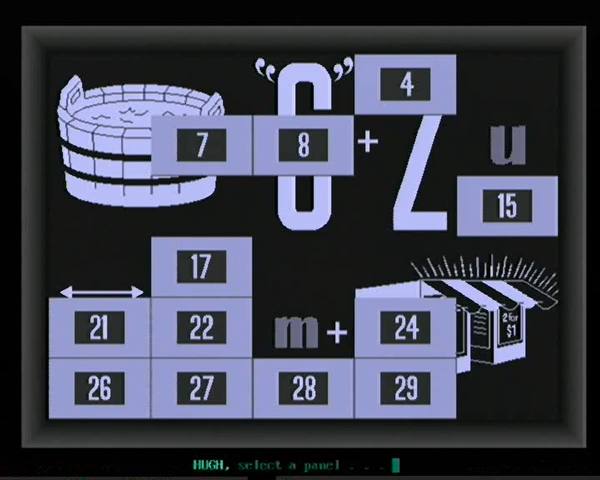 4
7 8 + u
15
17
21 22 m + 24
2 for
$1
26 27 28 29
HUGH, select a panel . . .